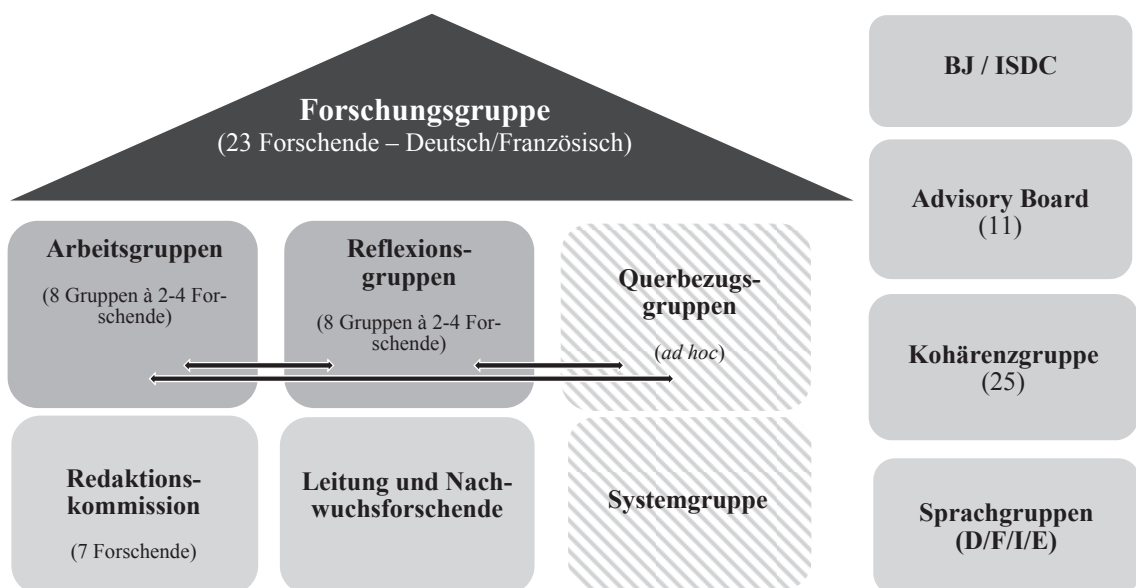 Forschungsgruppe
(23 Forschende – Deutsch/Französisch)
Arbeitsgruppen
(8 Gruppen à 2-4 For-
schende)
Reflexions-
gruppen
(8 Gruppen à 2-4 For-
schende)
Querbezugs-
gruppen
(ad hoc)
Redaktions-
kommission
(7 Forschende)
Leitung und Nach-
wuchsforschende
Systemgruppe
BJ / ISDC
Advisory Board
(11)
Kohärenzgruppe
(25)
Sprachgruppen
(D/F/I/E)